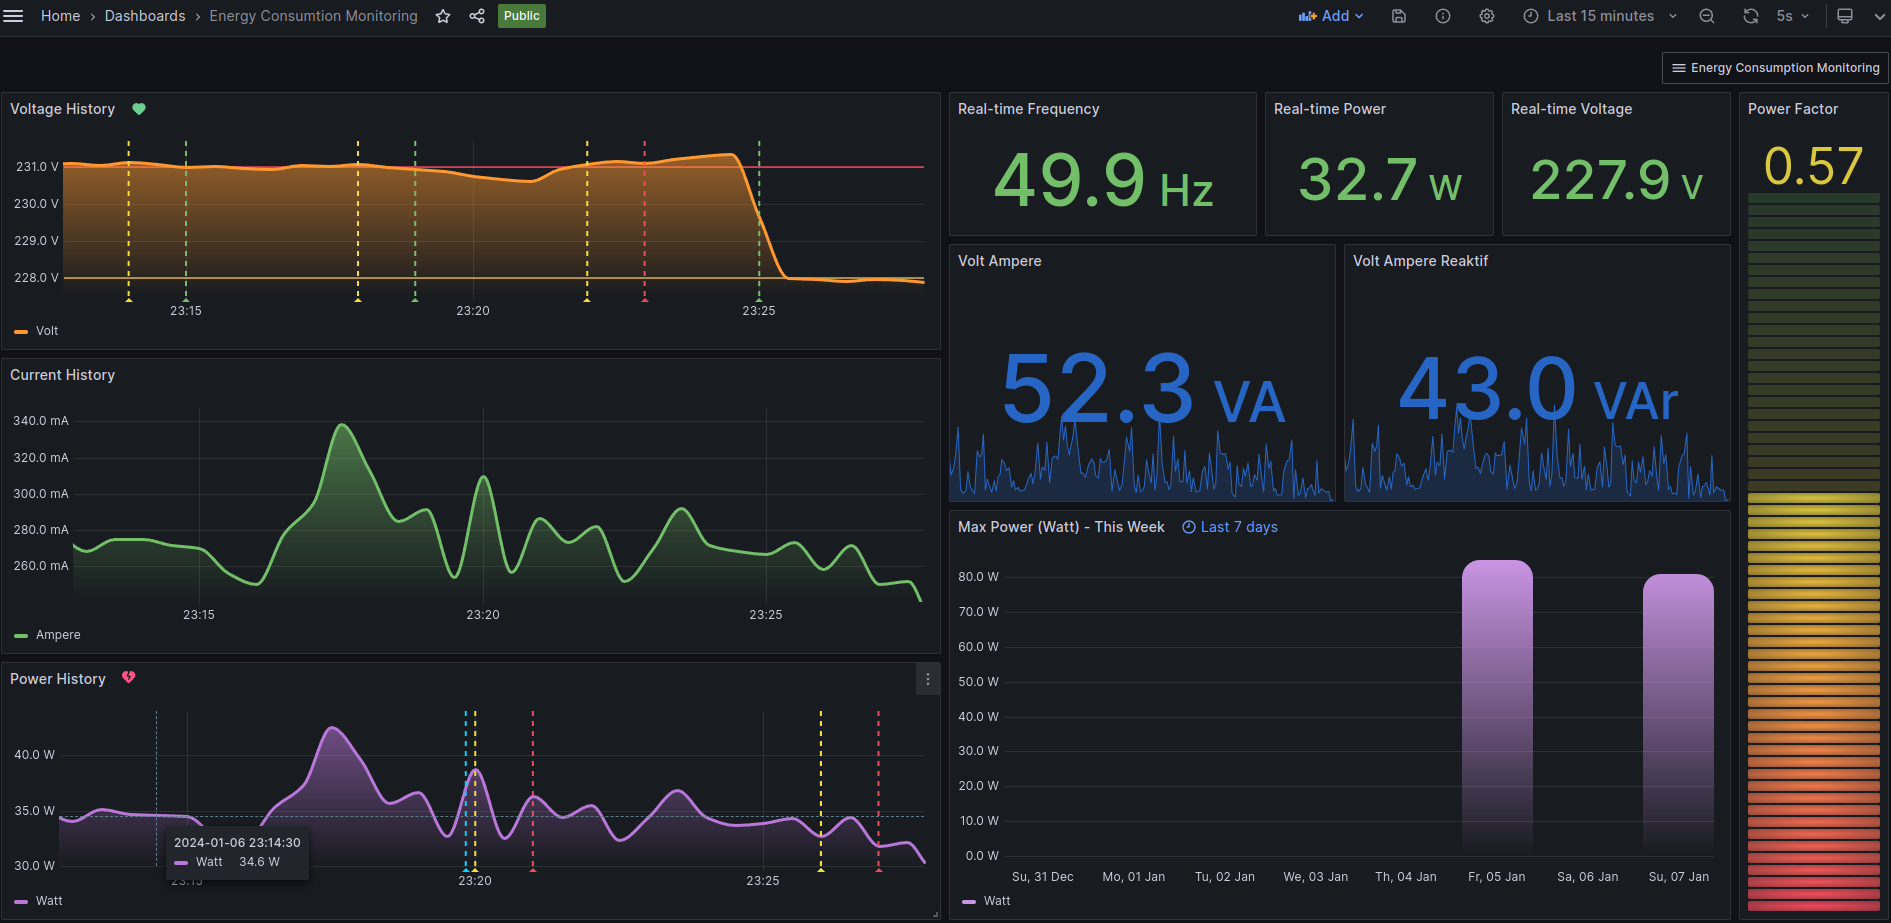 Home › Dashboards › Energy Consumtion Monitoring Public Add Last 15 minutes 5s
Energy Consumption Monitoring
Voltage History
231.0 V
230.0 V
229.0 V
228.0 V
23:15 23:20 23:25
Volt
Current History
340.0 mA
320.0 mA
300.0 mA
280.0 mA
260.0 mA
23:15 23:20 23:25
Ampere
Power History
40.0 W
35.0 W
30.0 W
2024-01-06 23:14:30
Watt 34.6 W
23:15 23:20 23:25
Watt
Real-time Frequency
49.9 Hz
Real-time Power
32.7 W
Real-time Voltage
227.9 V
Volt Ampere
52.3 VA
Volt Ampere Reaktif
43.0 VAr
Max Power (Watt) - This Week Last 7 days
80.0 W
70.0 W
60.0 W
50.0 W
40.0 W
30.0 W
20.0 W
10.0 W
0.0 W
Su, 31 Dec Mo, 01 Jan Tu, 02 Jan We, 03 Jan Th, 04 Jan Fr, 05 Jan Sa, 06 Jan Su, 07 Jan
Watt
Power Factor
0.57